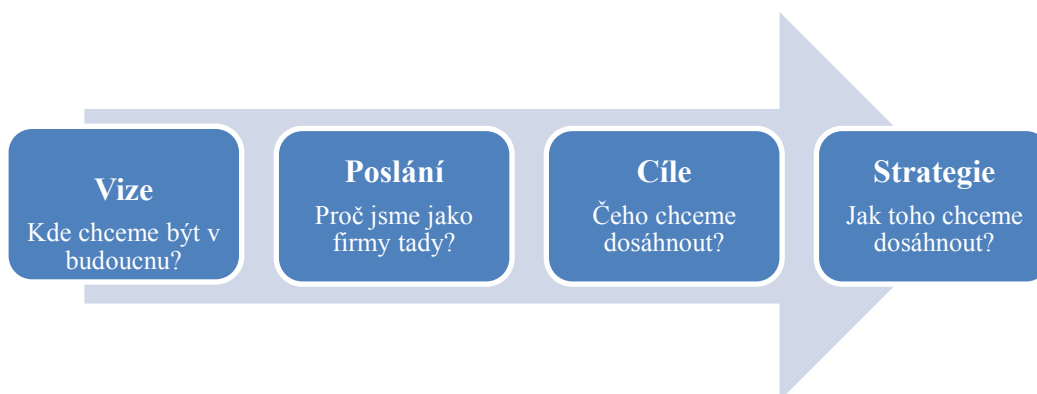 Vize
Kde chceme být v
budoucnu?
Poslání
Proč jsme jako
firmy tady?
Cíle
Čeho chceme
dosáhnout?
Strategie
Jak toho chceme
dosáhnout?